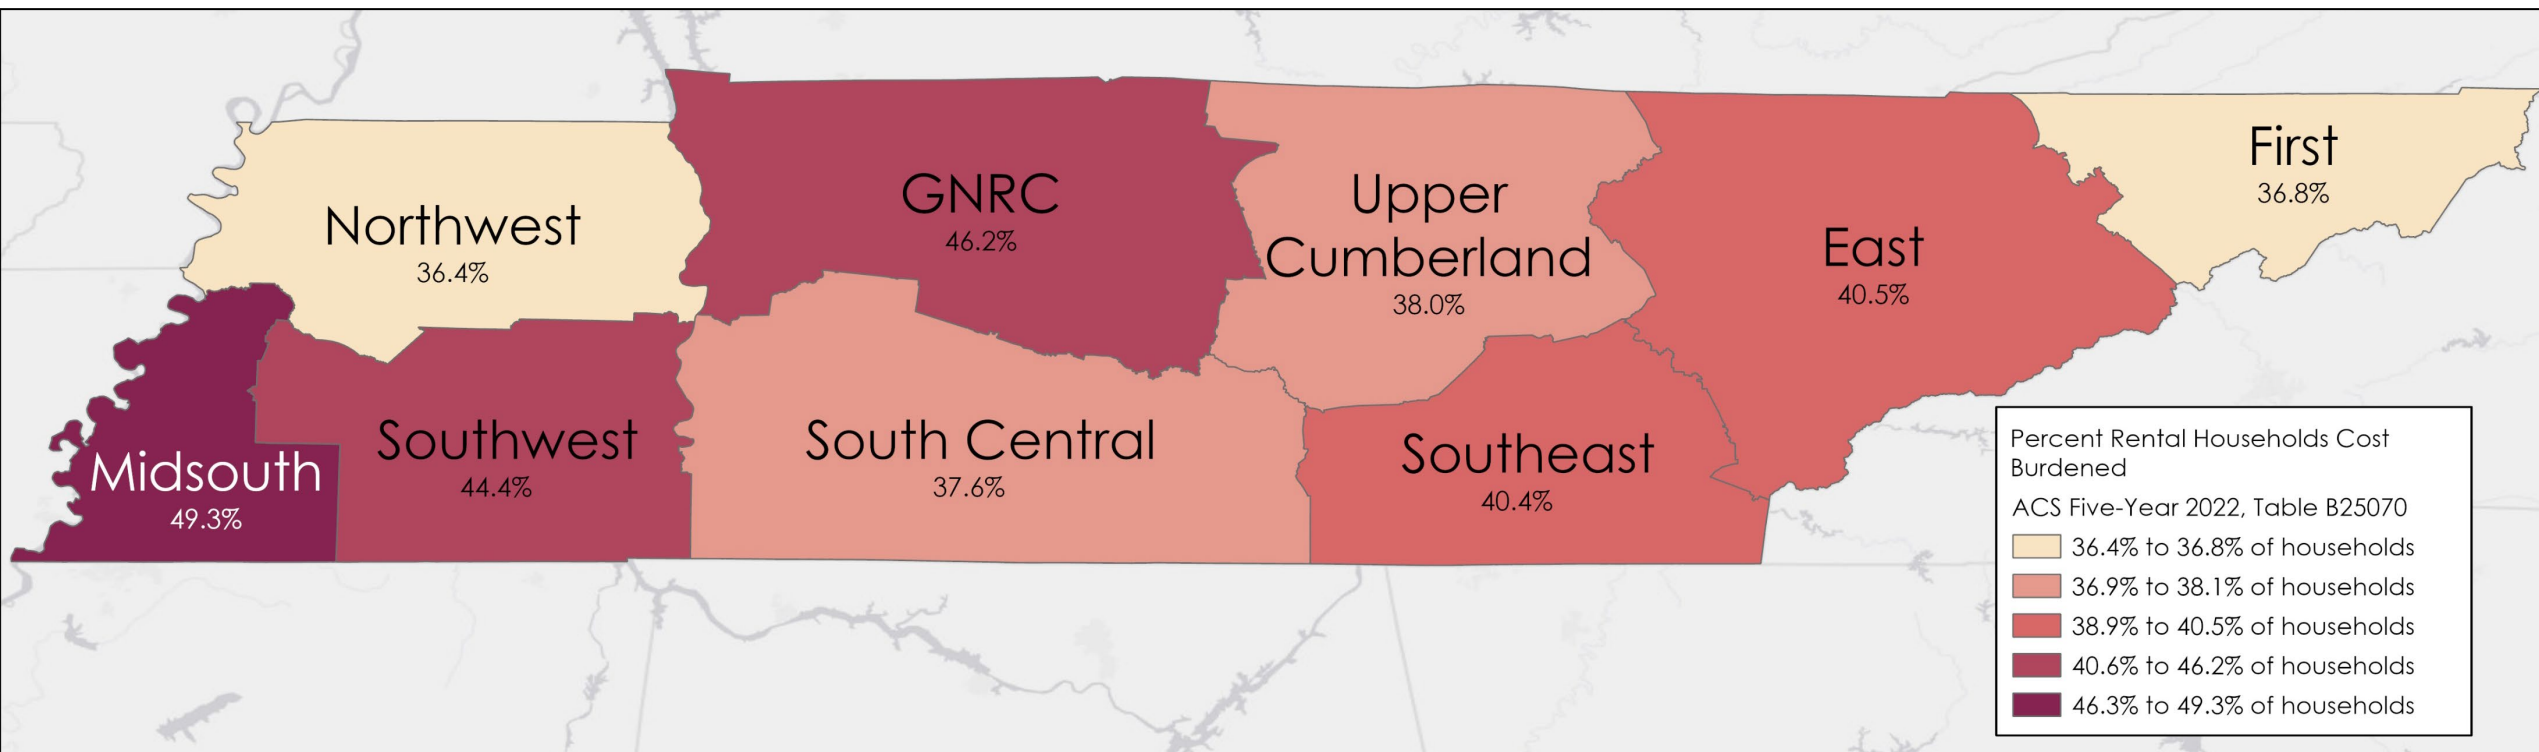 Northwest
36.4%
GNRC
46.2%
Upper
Cumberland
38.0%
East
40.5%
First
36.8%
Midsouth
49.3%
Southwest
44.4%
South Central
37.6%
Southeast
40.4%
Percent Rental Households Cost
Burdened
ACS Five-Year 2022, Table B25070
36.4% to 36.8% of households
36.9% to 38.1% of households
38.9% to 40.5% of households
40.6% to 46.2% of households
46.3% to 49.3% of households